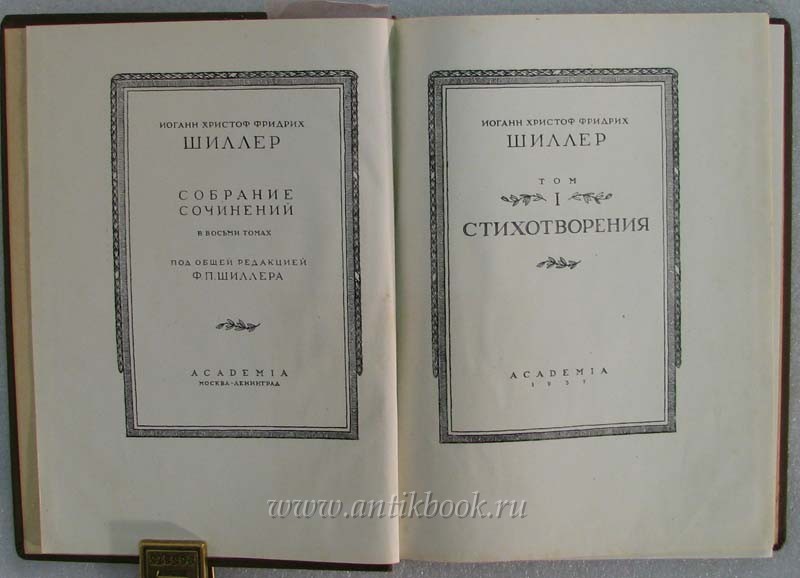 ИОГАНН ХРИСТОФ ФРИДРИХ
ШИЛЛЕР
СОБРАНИЕ
СОЧИНЕНИЙ
В ВОСЬМИ ТОМАХ
ПОД ОБЩЕЙ РЕДАКЦИЕЙ
Ф.П.ШИЛЛЕРА
ACADEMIA
МОСКВА-ЛЕНИНГРАД
ИОГАНН ХРИСТОФ ФРИДРИХ
ШИЛЛЕР
ТОМ
I
СТИХОТВОРЕНИЯ
ACADEMIA
1937
www.antikbook.ru